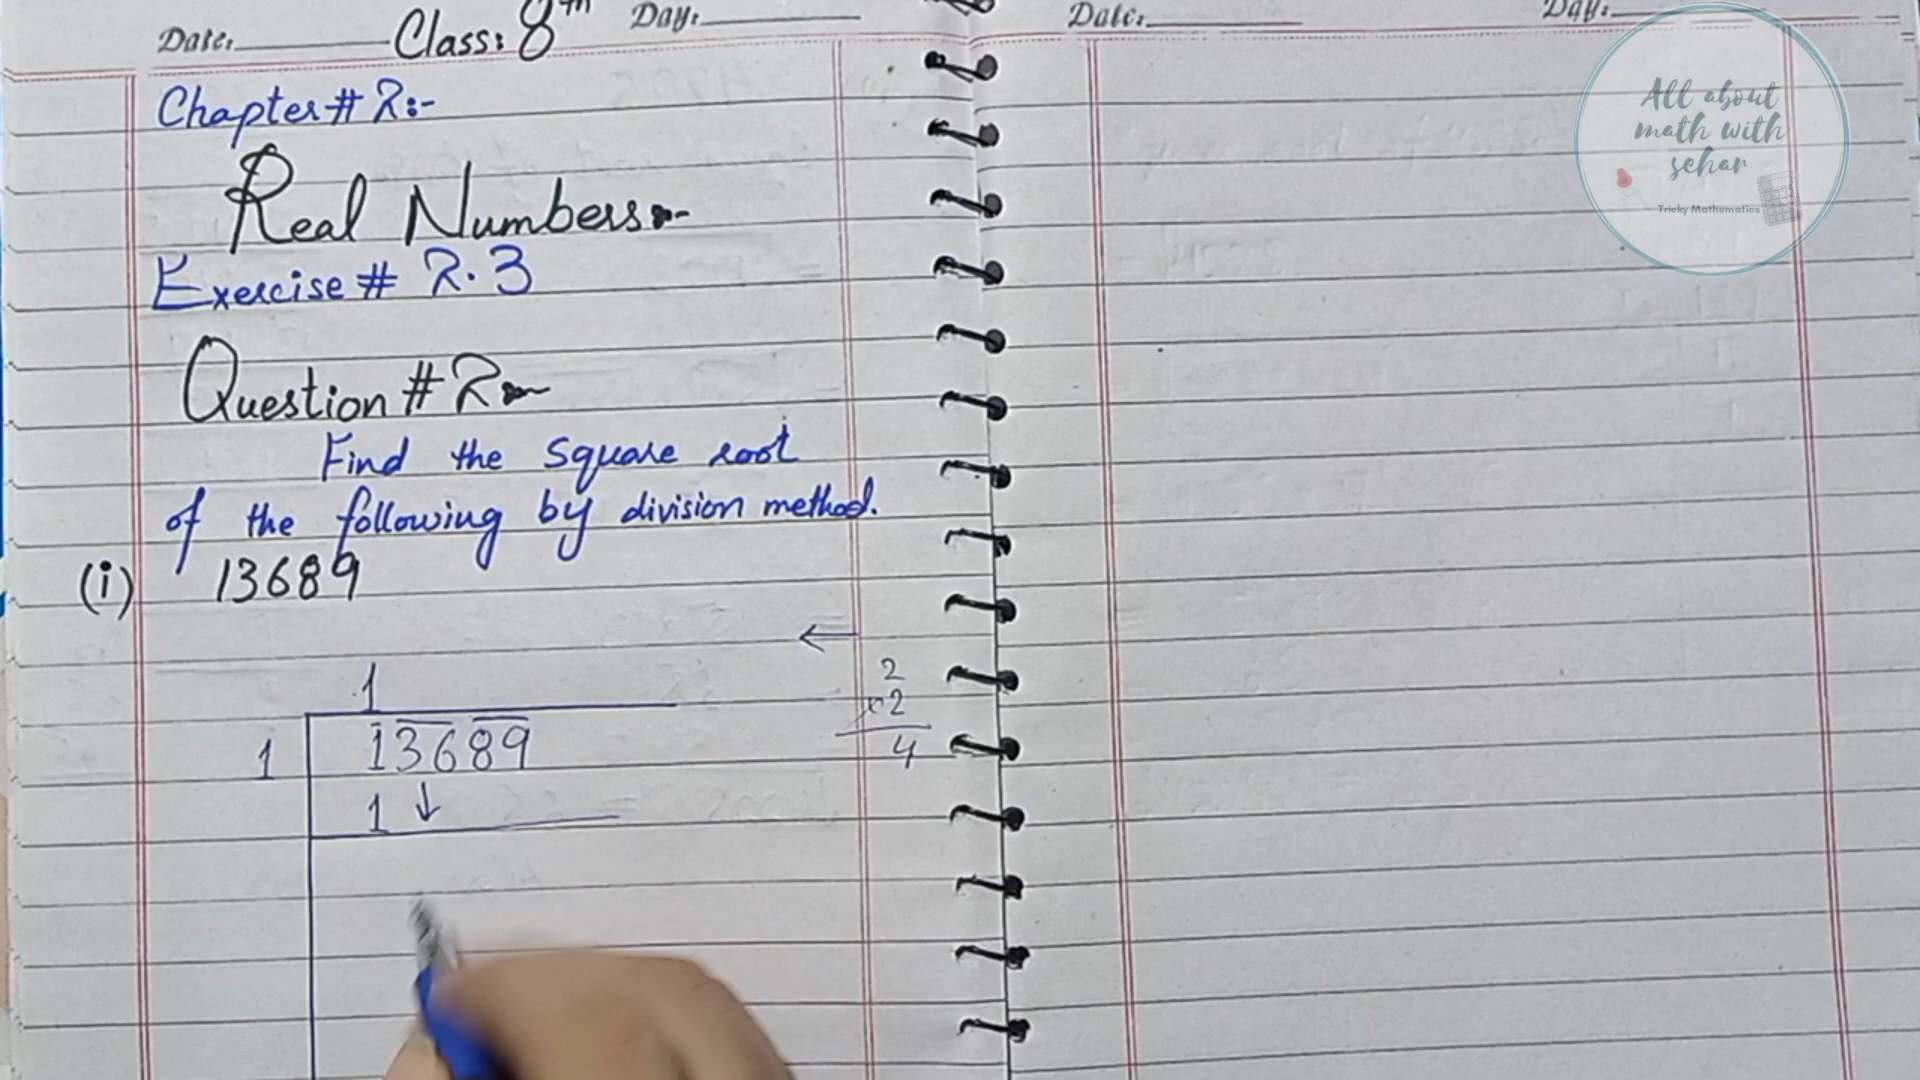 Date: Class: 8th Day:
Chapter # 2:-
Real Numbers:-
Exercise # 2.3
Question # 2:-
Find the square root
of the following by division method.
(i) 13689
←
1
1 13689
1 ↓
2
×2
4
Date: Day:
All about
math with
sehar
Tricky Mathematics